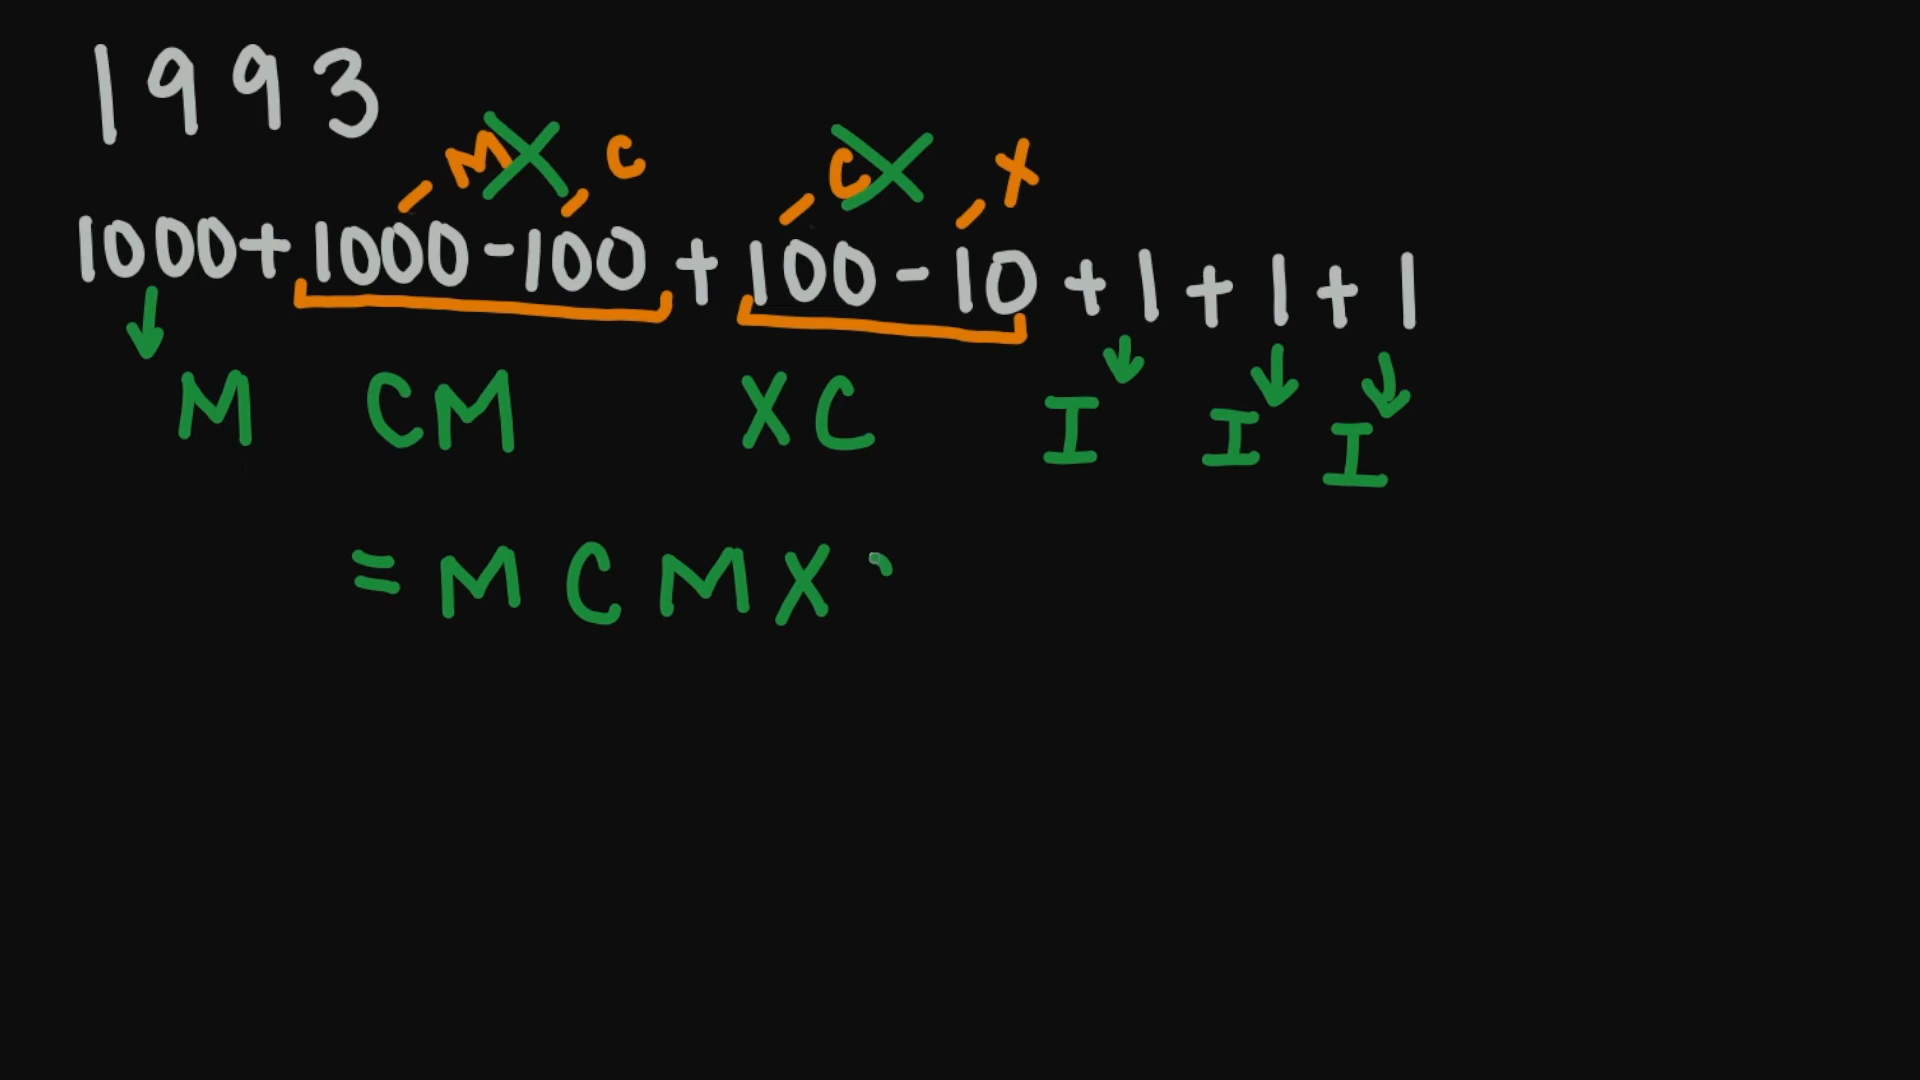 1993
M X C C X X
1000+1000-100+100-10+1+1+1
M CM XC I I I
=MCMX